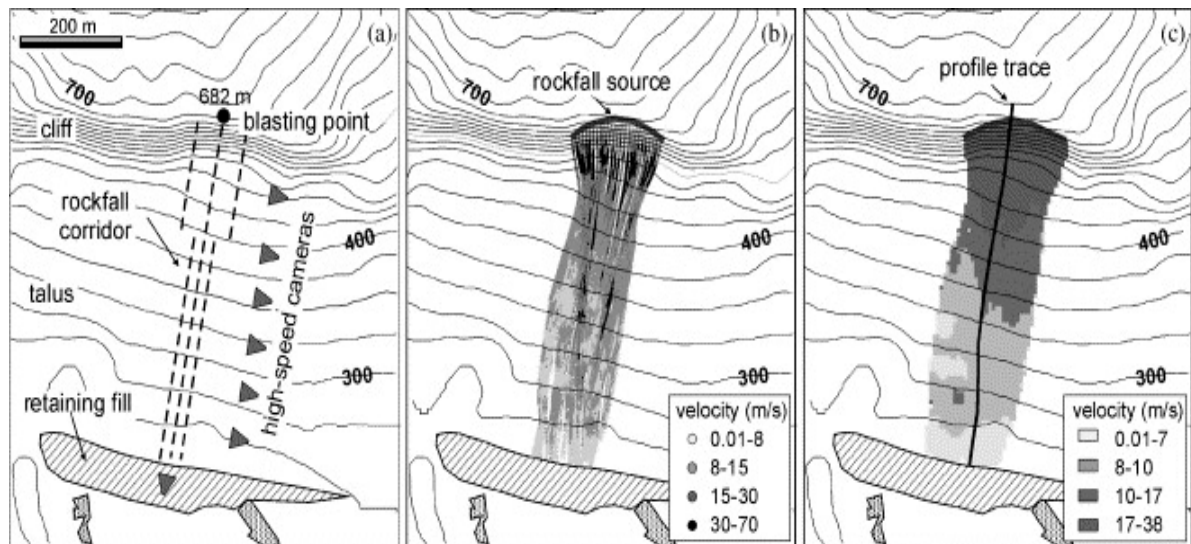 200 m
(a)
700
682 m
cliff
blasting point
rockfall
corridor
400
high-speed cameras
talus
300
retaining fill
(b)
rockfall source
700
400
300
velocity (m/s)
0.01-8
8-15
15-30
30-70
(c)
profile trace
700
400
300
velocity (m/s)
0.01-7
8-10
10-17
17-38